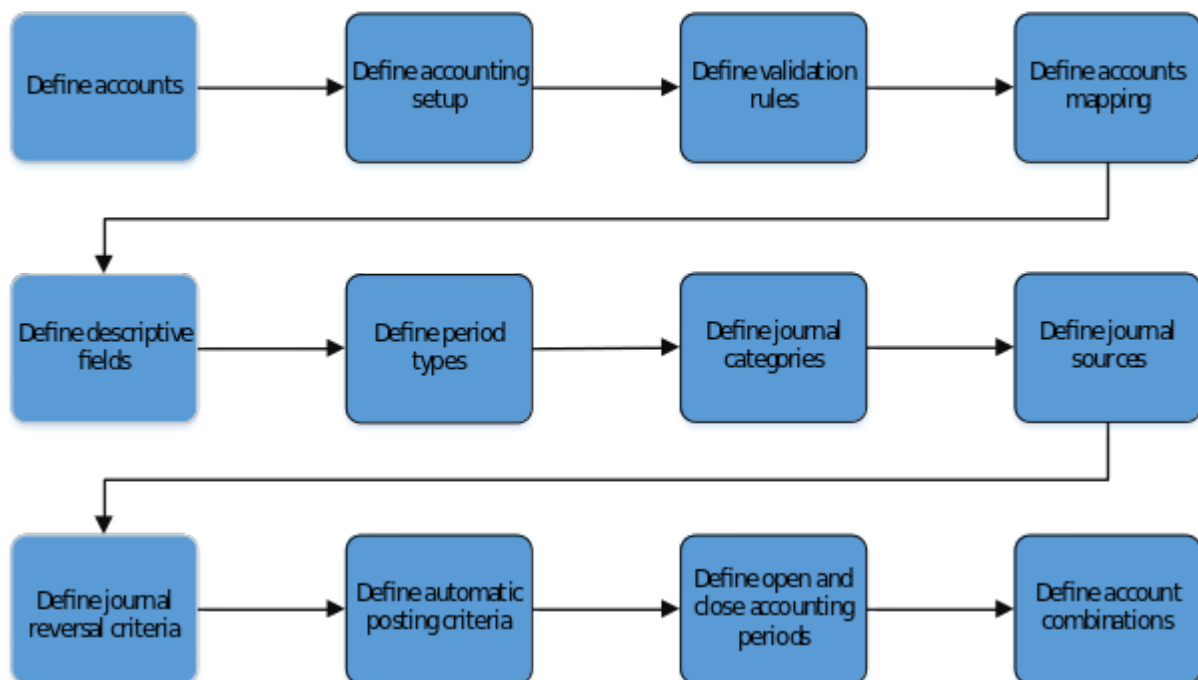 Define accounts
Define accounting
setup
Define validation
rules
Define accounts
mapping
Define descriptive
fields
Define period
types
Define journal
categories
Define journal
sources
Define journal
reversal criteria
Define automatic
posting criteria
Define open and
close accounting
periods
Define account
combinations